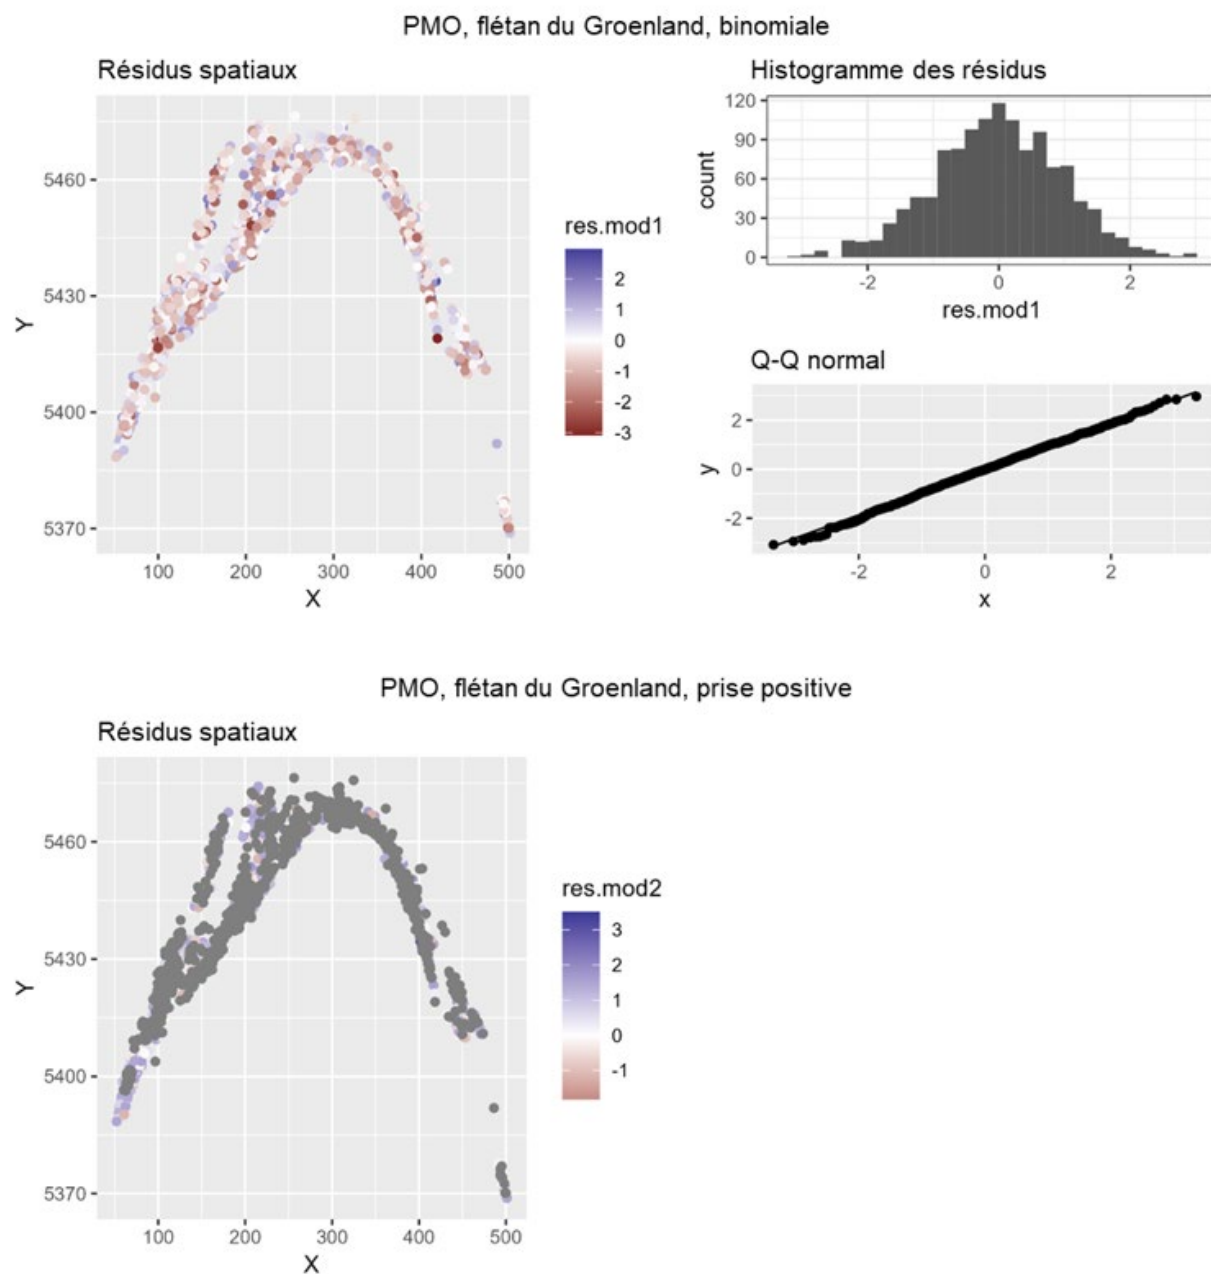 PMO, flétan du Groenland, binomiale
Résidus spatiaux
5460
5430
5400
5370
Y
100 200 300 400 500
X
res.mod1
2
1
0
-1
-2
-3
Histogramme des résidus
120
90
60
30
0
count
-2 0 2
res.mod1
Q-Q normal
2
0
-2
y
-2 0 2
x
PMO, flétan du Groenland, prise positive
Résidus spatiaux
5460
5430
5400
5370
Y
100 200 300 400 500
X
res.mod2
3
2
1
0
-1